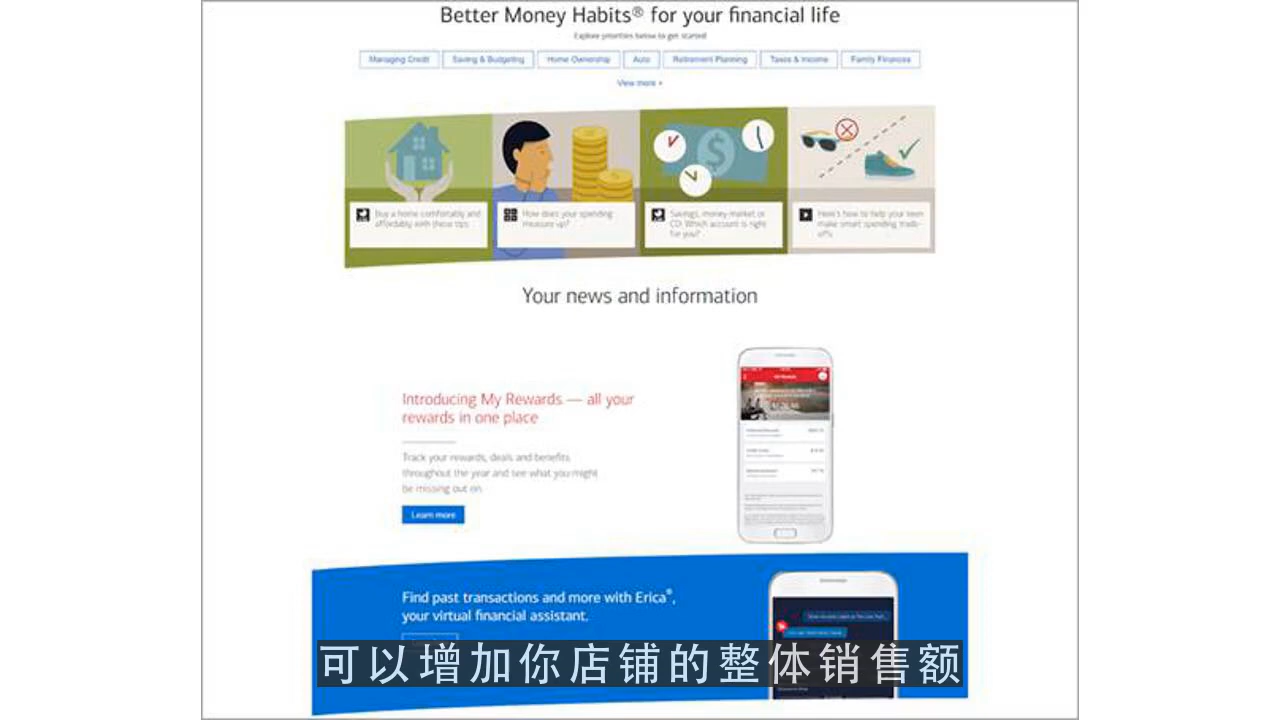 Better Money Habits® for your financial life
Explore priorities below to get started
Managing Credit
Saving & Budgeting
Home Ownership
Auto
Retirement Planning
Taxes & Income
Family Finances
View more
Buy a home comfortably and
affordably with these tips
How does your spending
measure up?
Savings, money market or
CD: Which account is right
for you?
Here's how to help your teen
make smart spending trade-
offs
Your news and information
Introducing My Rewards — all your
rewards in one place
Track your rewards, deals and benefits
throughout the year and see what you might
be missing out on.
Learn more
Find past transactions and more with Erica®,
your virtual financial assistant.
可以增加你店铺的整体销售额